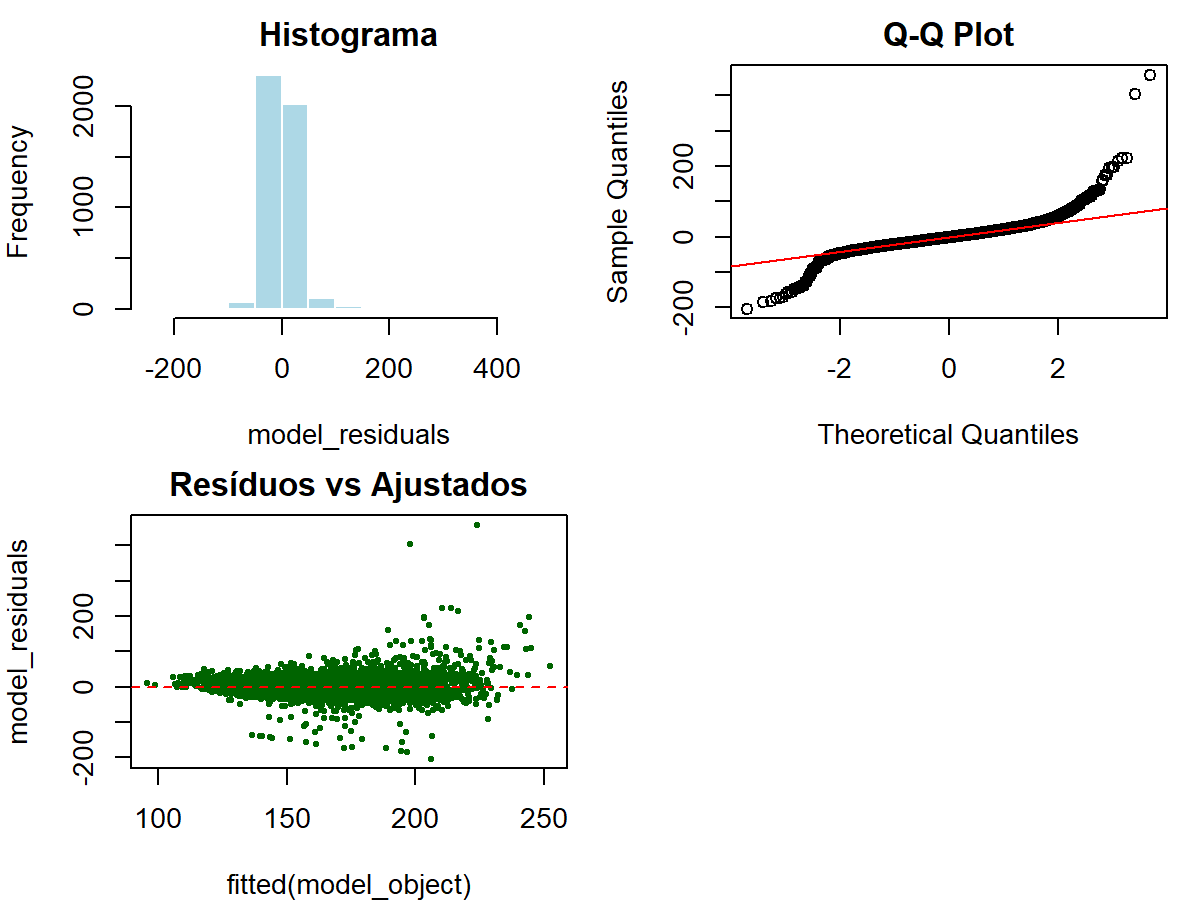 Histograma
Frequency
0
1000
2000
-200 0 200 400
model_residuals
Q-Q Plot
Sample Quantiles
-200
0
200
-2 0 2
Theoretical Quantiles
Resíduos vs Ajustados
model_residuals
-200
0
200
100 150 200 250
fitted(model_object)